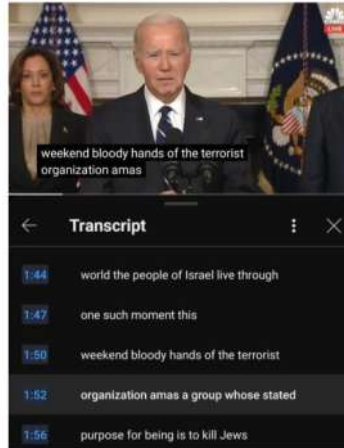 LIVE
weekend bloody hands of the terrorist
organization amas
Transcript
1:44 world the people of Israel live through
1:47 one such moment this
1:50 weekend bloody hands of the terrorist
1:52 organization amas a group whose stated
1:56 purpose for being is to kill Jews